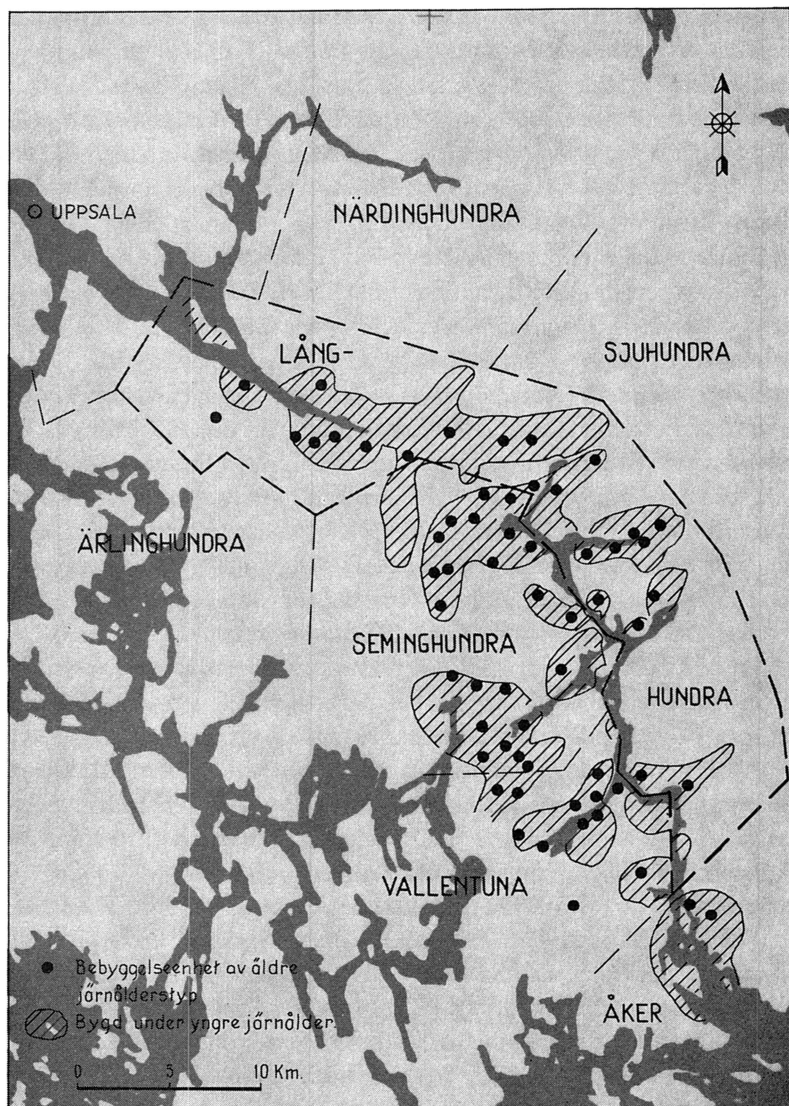 UPPSALA
NÄRDINGHUNDRA
LÅNG-
SJUHUNDRA
ÄRLINGHUNDRA
SEMINGHUNDRA
HUNDRA
VALLENTUNA
Bebyggelseenhet av äldre
järnålderstyp
Bygd under yngre järnålder.
ÅKER
0 5 10 Km.